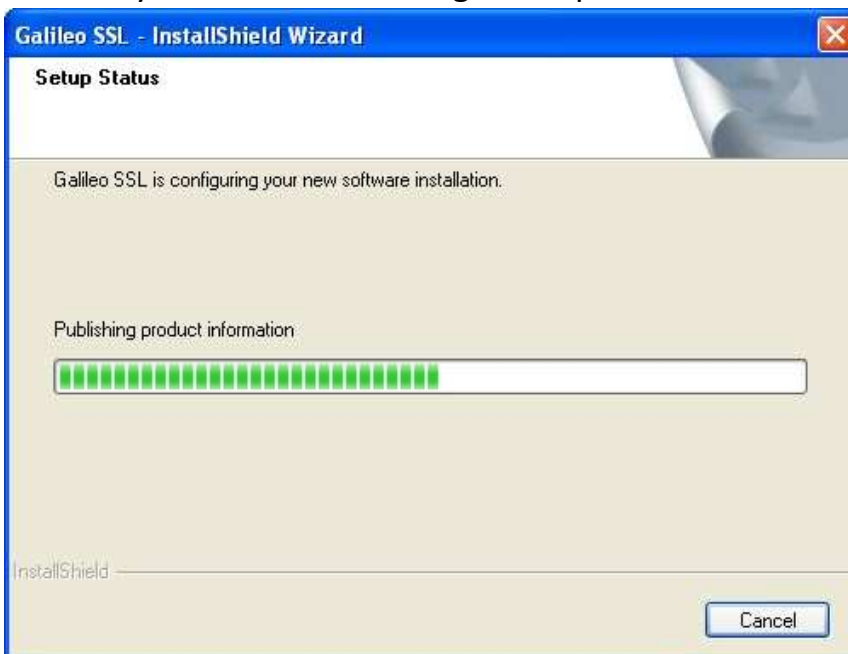 Galileo SSL - InstallShield Wizard
Setup Status
Galileo SSL is configuring your new software installation.
Publishing product information
InstallShield
Cancel